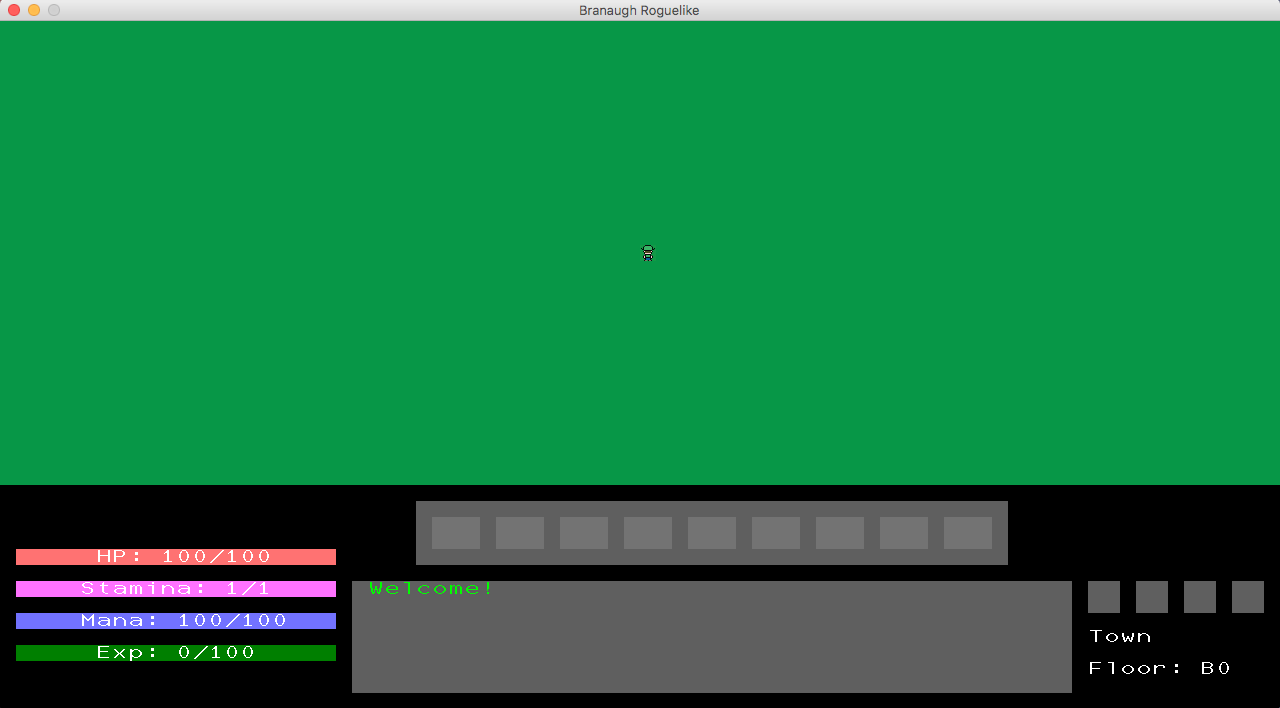 Branaugh Roguelike
HP: 100/100
Stamina: 1/1
Mana: 100/100
Exp: 0/100
Welcome!
Town
Floor: B0